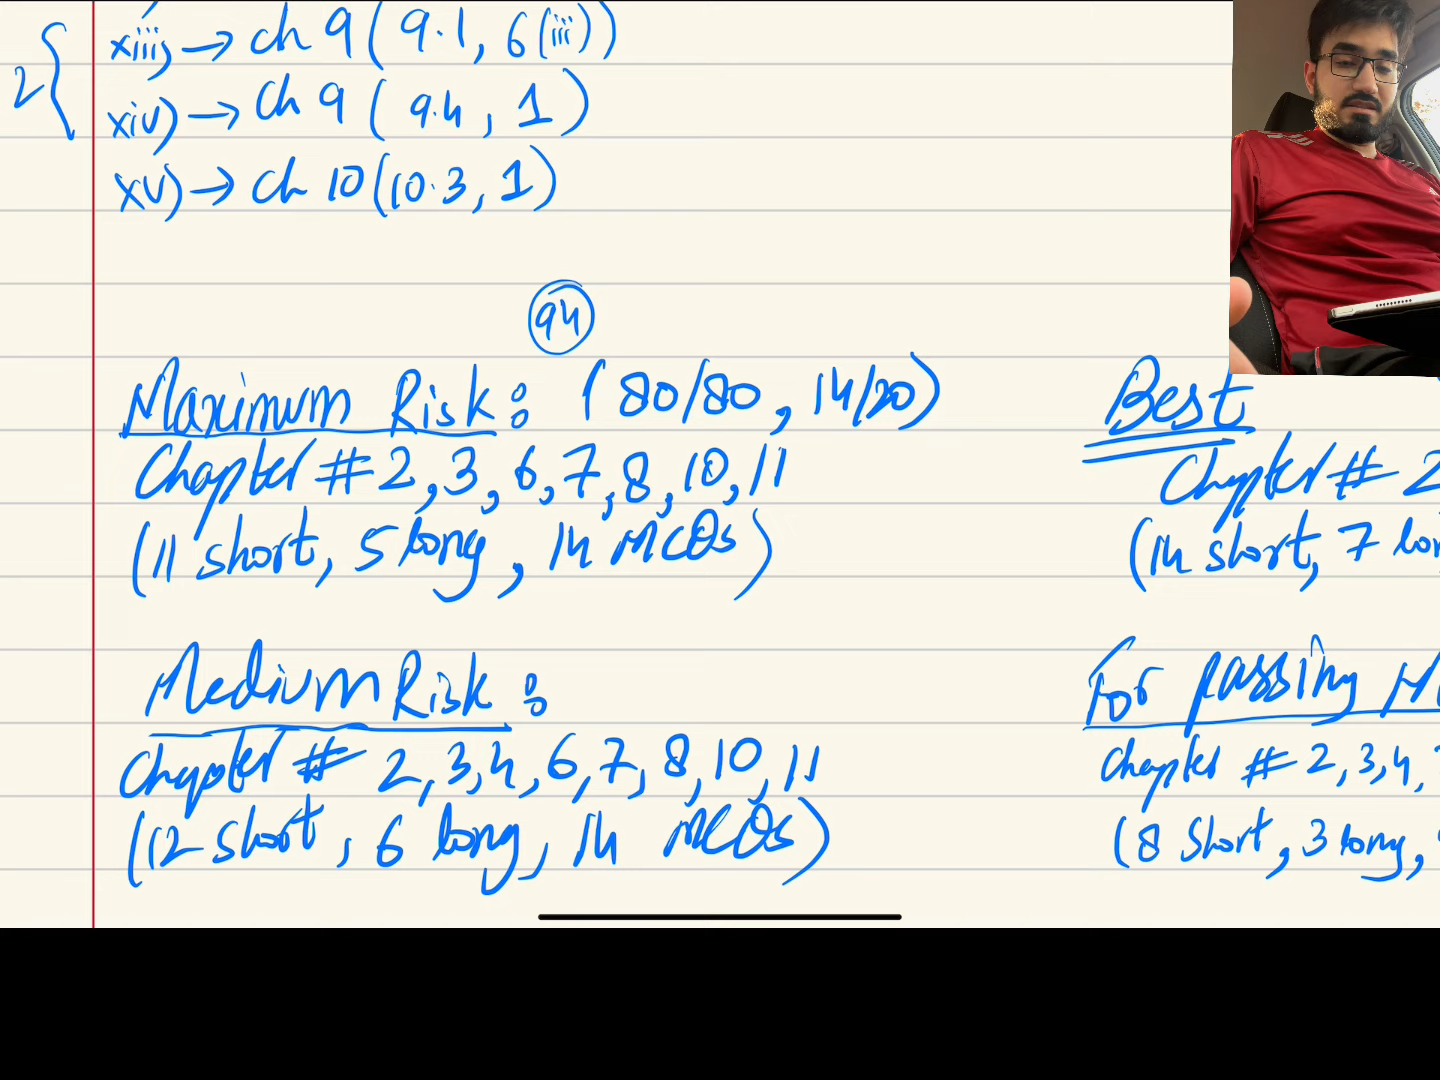 2
xiii) → ch 9 ( 9.1, 6(iii))
xiv) → ch 9 ( 9.4, 1 )
xv) → ch 10 (10.3, 1)
94
Maximum Risk: (80/80, 14/20)
Chapter # 2, 3, 6, 7, 8, 10, 11
(11 short, 5 long, 14 MCQs)
Medium Risk:
Chapter # 2, 3, 4, 6, 7, 8, 10, 11
(12 short, 6 long, 14 MCQs)
Best
Chapter # 2
(14 short, 7 lon
For passing M
Chapter # 2, 3, 4,
(8 short, 3 long,